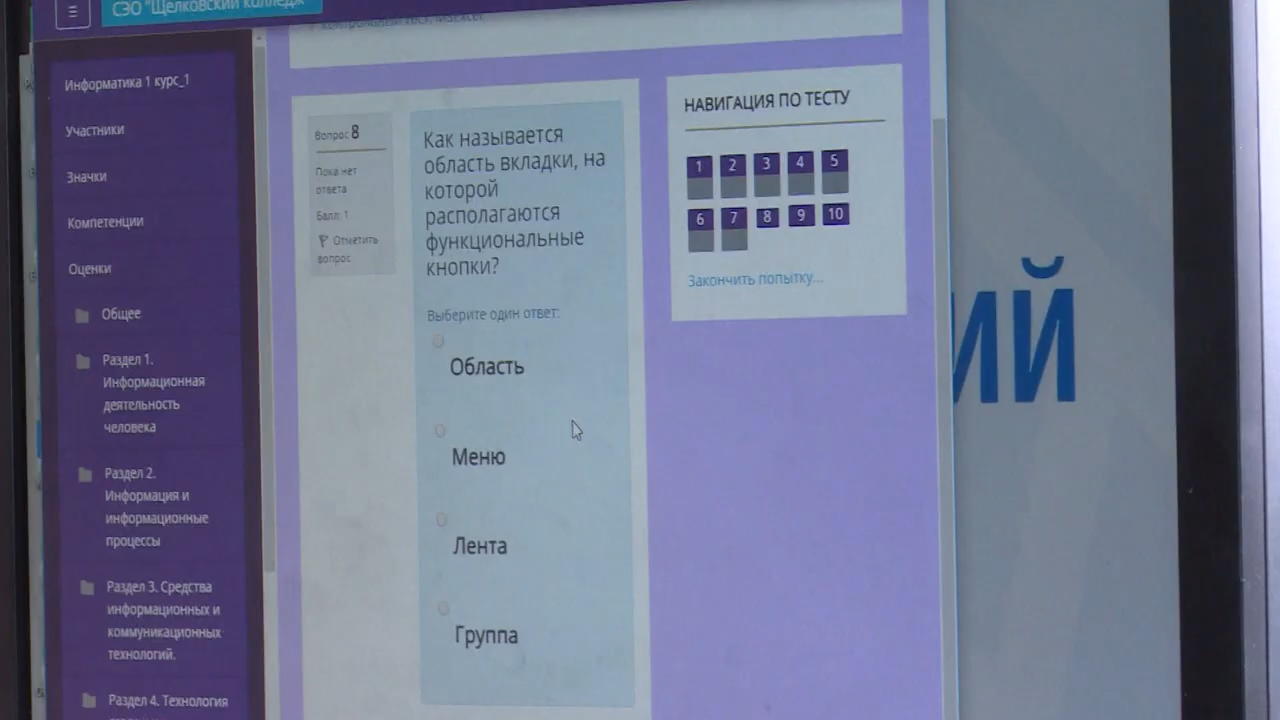 СЭО "Щелковский колледж"
контрольный тест, MsExcel
Информатика 1 курс_1
Участники
Значки
Компетенции
Оценки
Общее
Раздел 1.
Информационная
деятельность
человека
Раздел 2.
Информация и
информационные
процессы
Раздел 3. Средства
информационных и
коммуникационных
технологий.
Раздел 4. Технология
Вопрос 8
Пока нет
ответа
Балл: 1
Отметить
вопрос
Как называется
область вкладки, на
которой
располагаются
функциональные
кнопки?
Выберите один ответ:
Область
Меню
Лента
Группа
НАВИГАЦИЯ ПО ТЕСТУ
1 2 3 4 5
6 7 8 9 10
Закончить попытку...
ИЙ